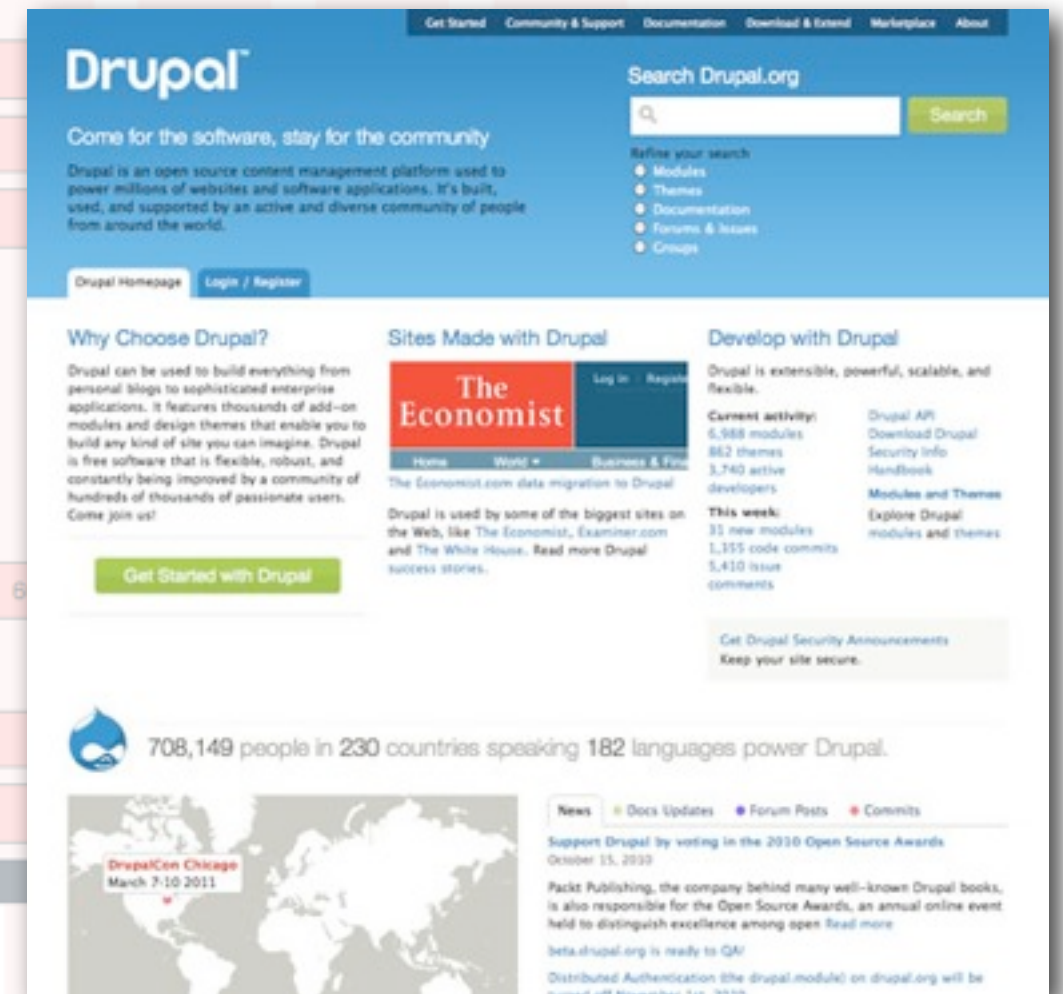 Get Started Community & Support Documentation Download & Extend Marketplace About
Drupal™
Come for the software, stay for the community
Drupal is an open source content management platform used to
power millions of websites and software applications. It's built,
used, and supported by an active and diverse community of people
from around the world.
Search Drupal.org
Search
Refine your search
Modules
Themes
Documentation
Forums & Issues
Groups
Drupal Homepage Login / Register
Why Choose Drupal?
Drupal can be used to build everything from
personal blogs to sophisticated enterprise
applications. It features thousands of add-on
modules and design themes that enable you to
build any kind of site you can imagine. Drupal
is free software that is flexible, robust, and
constantly being improved by a community of
hundreds of thousands of passionate users.
Come join us!
Get Started with Drupal
Sites Made with Drupal
The
Economist
Log in Registe
Home World Business & Fina
The Economist.com data migration to Drupal
Drupal is used by some of the biggest sites on
the Web, like The Economist, Examiner.com
and The White House. Read more Drupal
success stories.
Develop with Drupal
Drupal is extensible, powerful, scalable, and
flexible.
Current activity:
6,988 modules
862 themes
3,740 active
developers
This week:
31 new modules
1,355 code commits
5,410 issue
comments
Drupal API
Download Drupal
Security Info
Handbook
Modules and Themes
Explore Drupal
modules and themes
Get Drupal Security Announcements
Keep your site secure.
6
708,149 people in 230 countries speaking 182 languages power Drupal.
DrupalCon Chicago
March 7-10 2011
News Docs Updates Forum Posts Commits
Support Drupal by voting in the 2010 Open Source Awards
October 15, 2010
Packt Publishing, the company behind many well-known Drupal books,
is also responsible for the Open Source Awards, an annual online event
held to distinguish excellence among open Read more
beta.drupal.org is ready to QA!
Distributed Authentication (the drupal.module) on drupal.org will be
turned off November 1st, 2010